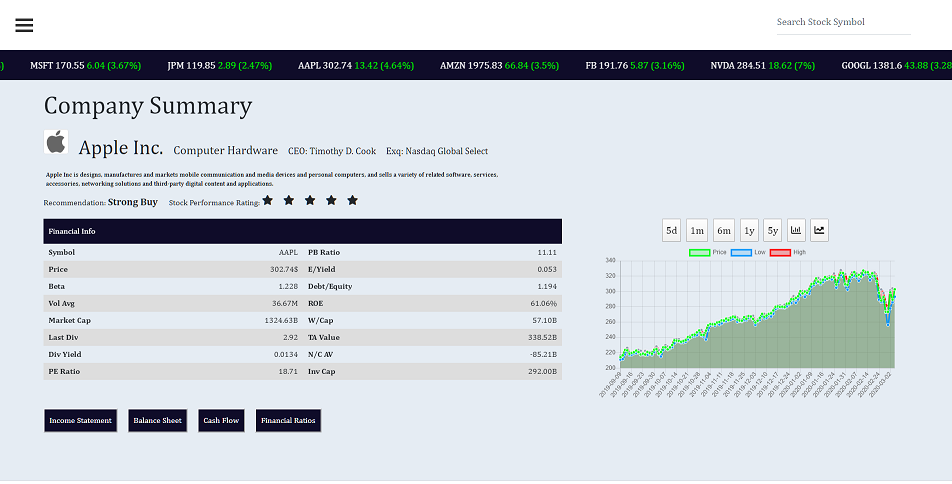 Search Stock Symbol
) MSFT 170.55 6.04 (3.67%) JPM 119.85 2.89 (2.47%) AAPL 302.74 13.42 (4.64%) AMZN 1975.83 66.84 (3.5%) FB 191.76 5.87 (3.16%) NVDA 284.51 18.62 (7%) GOOGL 1381.6 43.88 (3.28
Company Summary
Apple Inc. Computer Hardware CEO: Timothy D. Cook Exq: Nasdaq Global Select
Apple Inc is designs, manufactures and markets mobile communication and media devices and personal computers, and sells a variety of related software, services,
accessories, networking solutions and third-party digital content and applications.
Recommendation: Strong Buy Stock Performance Rating:
Financial Info
Symbol AAPL PB Ratio 11.11
Price 302.74$ E/Yield 0.053
Beta 1.228 Debt/Equity 1.194
Vol Avg 36.67M ROE 61.06%
Market Cap 1324.63B W/Cap 57.10B
Last Div 2.92 TA Value 338.52B
Div Yield 0.0134 N/C AV -85.21B
PE Ratio 18.71 Inv Cap 292.00B
Income Statement Balance Sheet Cash Flow Financial Ratios
5d 1m 6m 1y 5y
Price Low High
340
320
300
280
260
240
220
200
2019-09-09 2019-09-16 2019-09-23 2019-09-30 2019-10-07 2019-10-14 2019-10-21 2019-10-28 2019-11-04 2019-11-11 2019-11-18 2019-11-25 2019-12-03 2019-12-10 2019-12-17 2019-12-24 2020-01-02 2020-01-09 2020-01-16 2020-01-24 2020-01-31 2020-02-07 2020-02-14 2020-02-24 2020-03-02